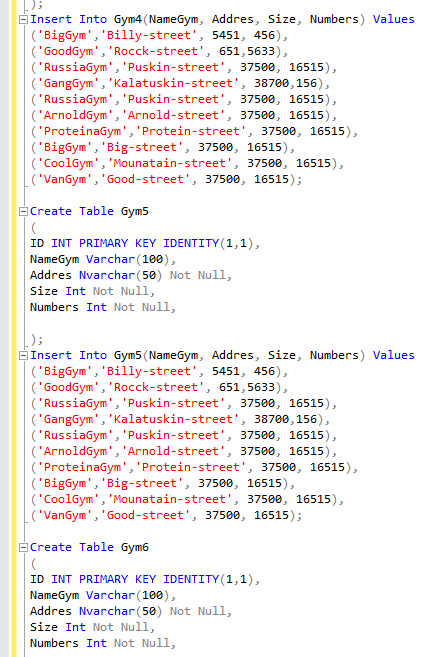 );
Insert Into Gym4(NameGym, Addres, Size, Numbers) Values
('BigGym','Billy-street', 5451, 456),
('GoodGym','Rocck-street', 651,5633),
('RussiaGym','Puskin-street', 37500, 16515),
('GangGym','Kalatuskin-street', 38700,156),
('RussiaGym','Puskin-street', 37500, 16515),
('ArnoldGym','Arnold-street', 37500, 16515),
('ProteinaGym','Protein-street', 37500, 16515),
('BigGym','Big-street', 37500, 16515),
('CoolGym','Mounatain-street', 37500, 16515),
('VanGym','Good-street', 37500, 16515);
Create Table Gym5
(
ID INT PRIMARY KEY IDENTITY(1,1),
NameGym Varchar(100),
Addres Nvarchar(50) Not Null,
Size Int Not Null,
Numbers Int Not Null,
);
Insert Into Gym5(NameGym, Addres, Size, Numbers) Values
('BigGym','Billy-street', 5451, 456),
('GoodGym','Rocck-street', 651,5633),
('RussiaGym','Puskin-street', 37500, 16515),
('GangGym','Kalatuskin-street', 38700,156),
('RussiaGym','Puskin-street', 37500, 16515),
('ArnoldGym','Arnold-street', 37500, 16515),
('ProteinaGym','Protein-street', 37500, 16515),
('BigGym','Big-street', 37500, 16515),
('CoolGym','Mounatain-street', 37500, 16515),
('VanGym','Good-street', 37500, 16515);
Create Table Gym6
(
ID INT PRIMARY KEY IDENTITY(1,1),
NameGym Varchar(100),
Addres Nvarchar(50) Not Null,
Size Int Not Null,
Numbers Int Not Null,